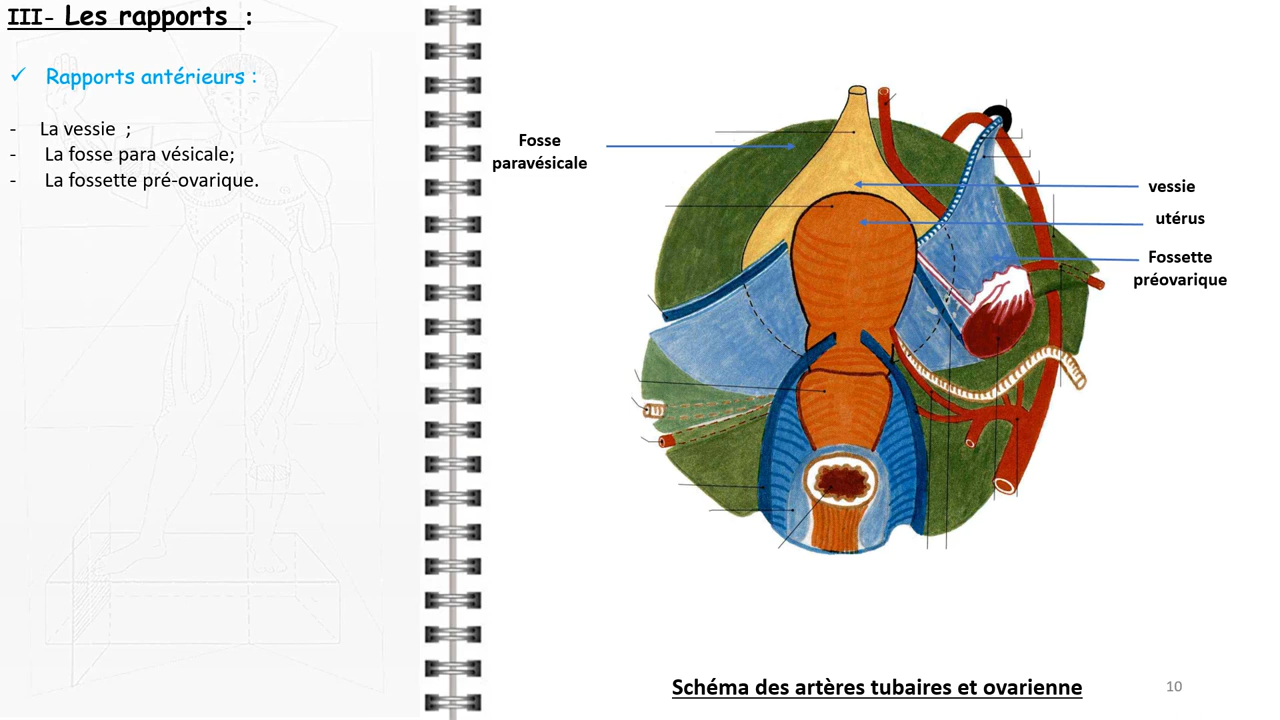 III- Les rapports :
✓ Rapports antérieurs :
- La vessie ;
- La fosse para vésicale;
- La fossette pré-ovarique.
Fosse
paravésicale
vessie
utérus
Fossette
préovarique
Schéma des artères tubaires et ovarienne
10